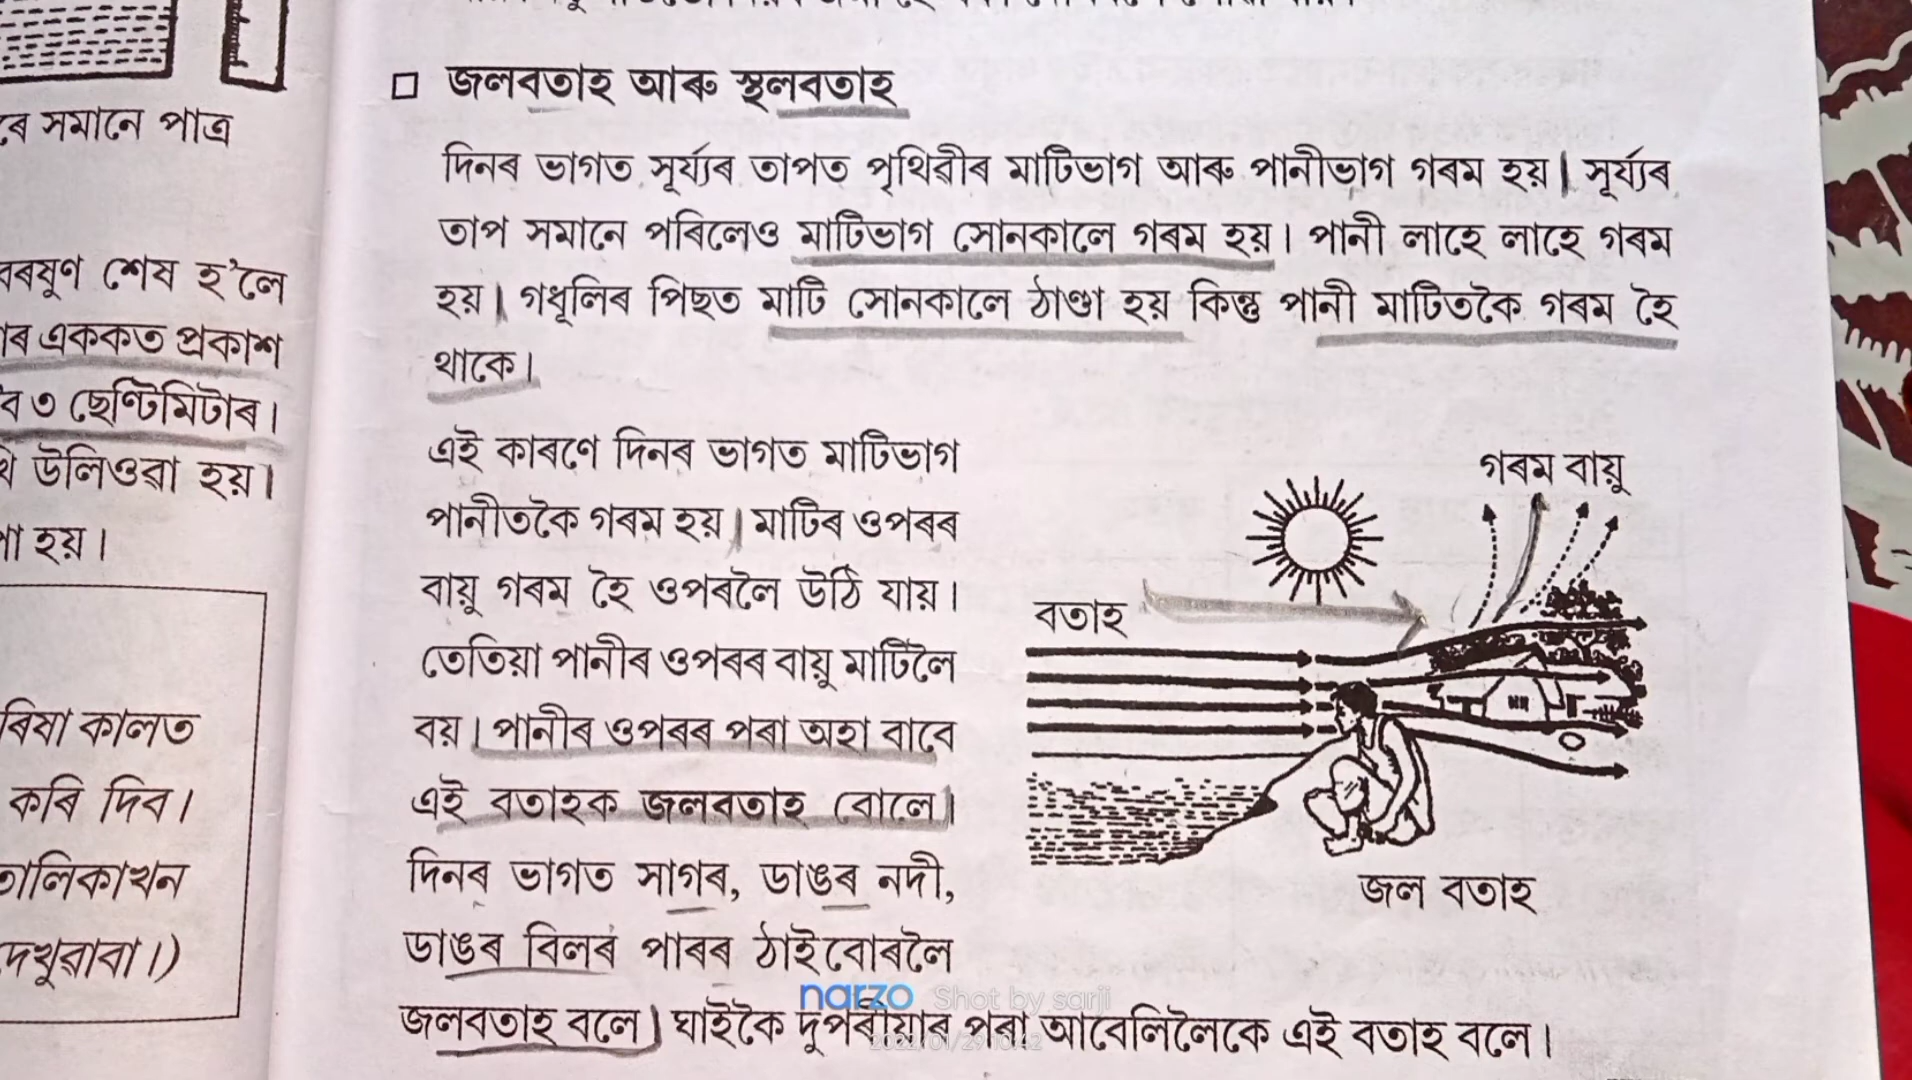 ৰে সমানে পাত্ৰ
বৰষুণ শেষ হ'লে
ৰ এককত প্ৰকাশ
ব ৩ ছেণ্টিমিটাৰ।
উলিওৱা হয়।
হয়।
কালত
কৰি দিব।
তালিকাখন
দেখুৱাবা।)
□ জলবতাহ আৰু স্থলবতাহ
দিনৰ ভাগত সূৰ্য্যৰ তাপত পৃথিৱীৰ মাটিভাগ আৰু পানীভাগ গৰম হয়। সূৰ্য্যৰ
তাপ সমানে পৰিলেও মাটিভাগ সোনকালে গৰম হয়। পানী লাহে লাহে গৰম
হয়। গধূলিৰ পিছত মাটি সোনকালে ঠাণ্ডা হয় কিন্তু পানী মাটিতকৈ গৰম হৈ
থাকে।
এই কাৰণে দিনৰ ভাগত মাটিভাগ
পানীতকৈ গৰম হয়। মাটিৰ ওপৰৰ
বায়ু গৰম হৈ ওপৰলৈ উঠি যায়।
তেতিয়া পানীৰ ওপৰৰ বায়ু মাটিলৈ
বয়। পানীৰ ওপৰৰ পৰা অহা বাবে
এই বতাহক জলবতাহ বোলে।
দিনৰ ভাগত সাগৰ, ডাঙৰ নদী,
ডাঙৰ বিলৰ পাৰৰ ঠাইবোৰলৈ
জলবতাহ বলে। ঘাইকৈ দুপৰীয়াৰ পৰা আবেলিলৈকে এই বতাহ বলে।
গৰম বায়ু
বতাহ
জল বতাহ
narzo Shot by sarji